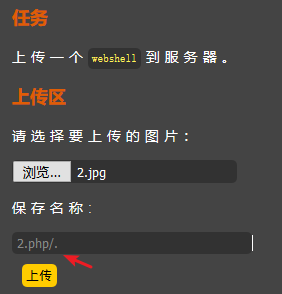 任务
上传一个 webshell 到服务器。
上传区
请选择要上传的图片：
浏览... 2.jpg
保存名称:
2.php/.
上传